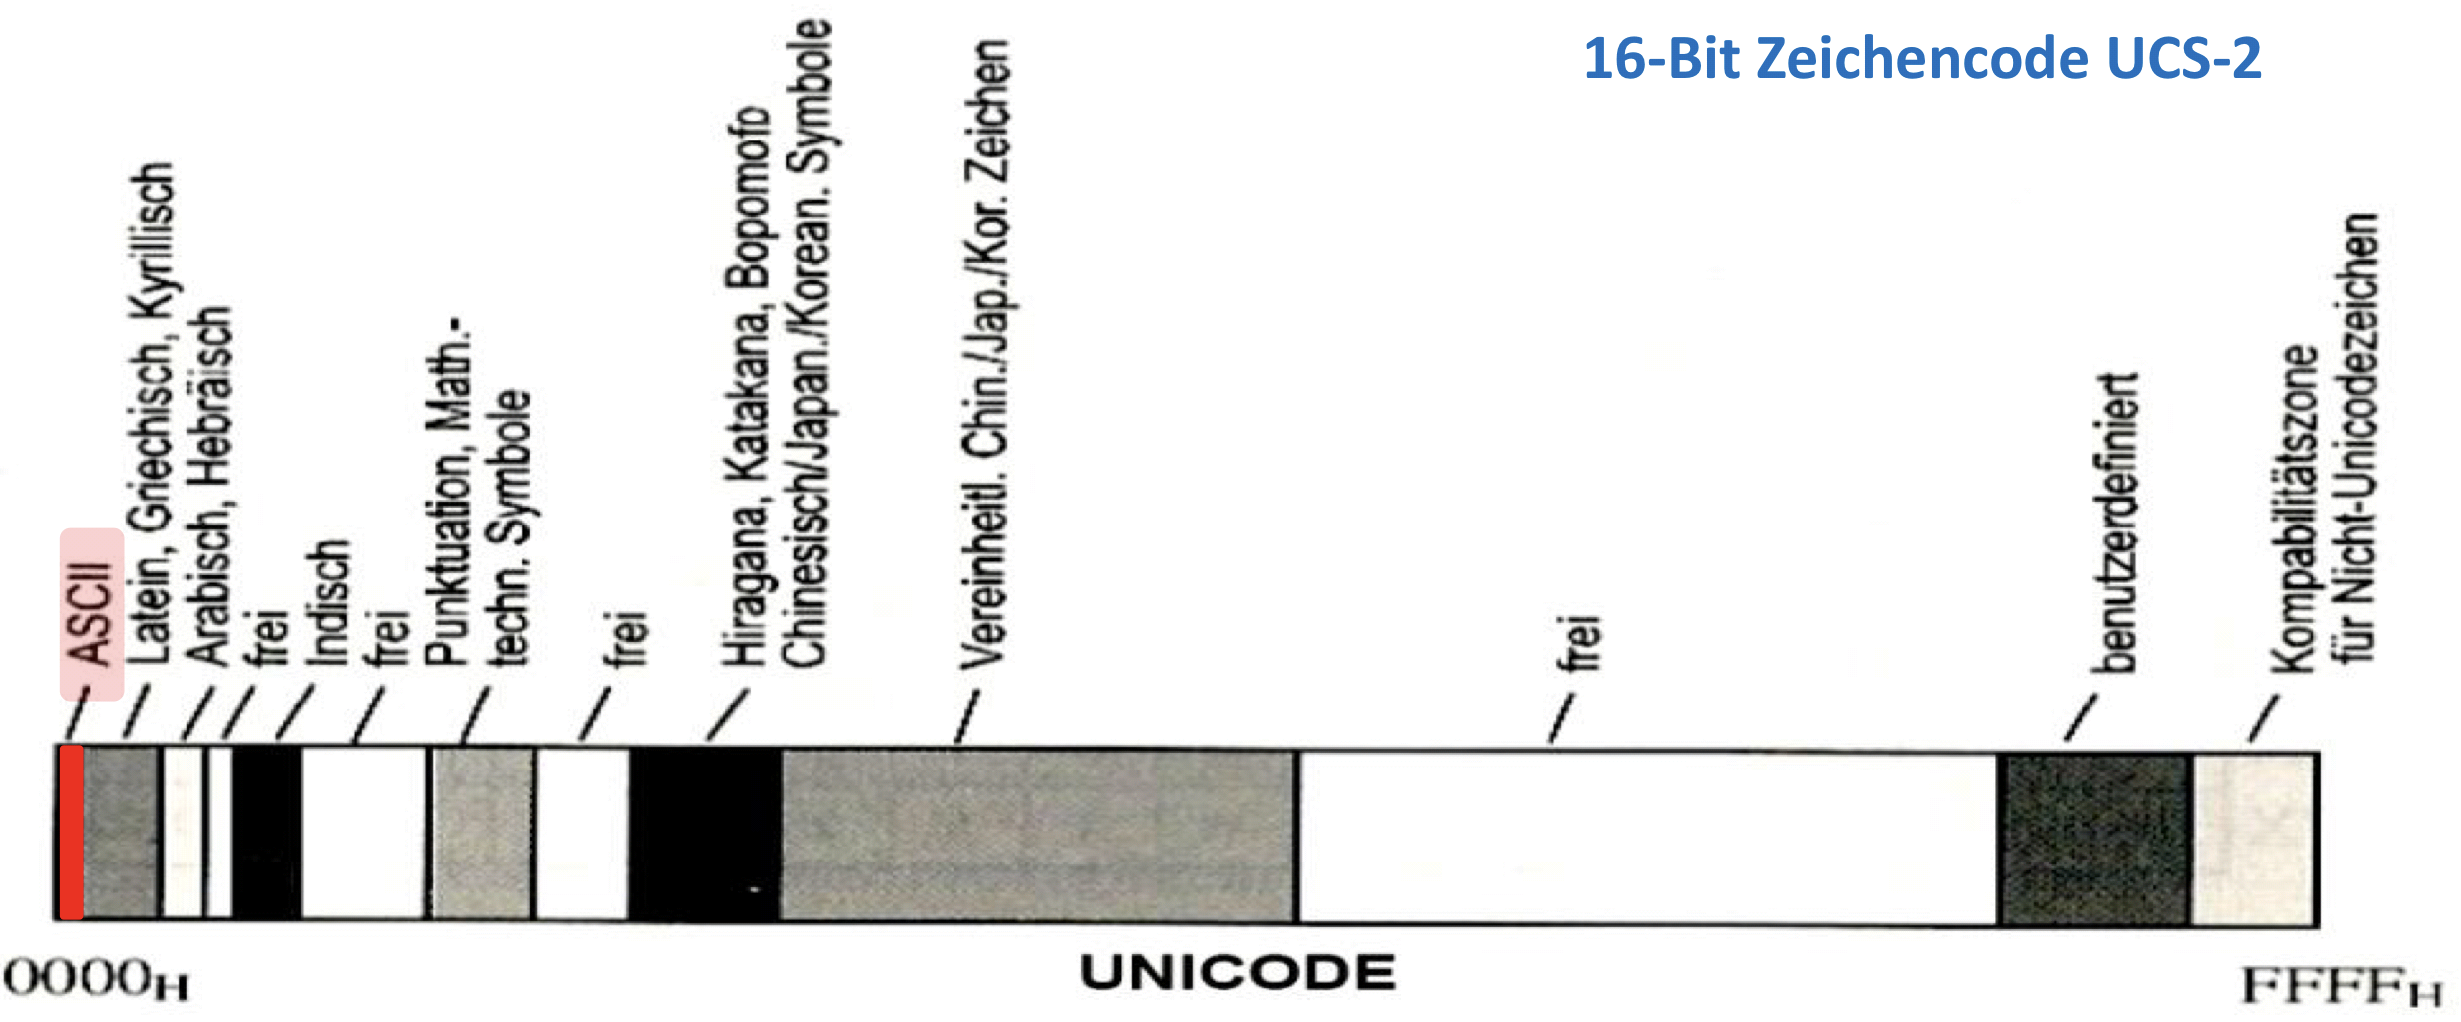 16-Bit Zeichencode UCS-2
ASCII
Latein, Griechisch, Kyrillisch
Arabisch, Hebräisch
frei
Indisch
frei
Punktuation, Math.-
techn. Symbole
frei
Hiragana, Katakana, Bopomofo
Chinesisch/Japan./Korean. Symbole
Vereinheitl. Chin./Jap./Kor. Zeichen
frei
benutzerdefiniert
Kompabilitätszone
für Nicht-Unicodezeichen
0000H
UNICODE
FFFFH